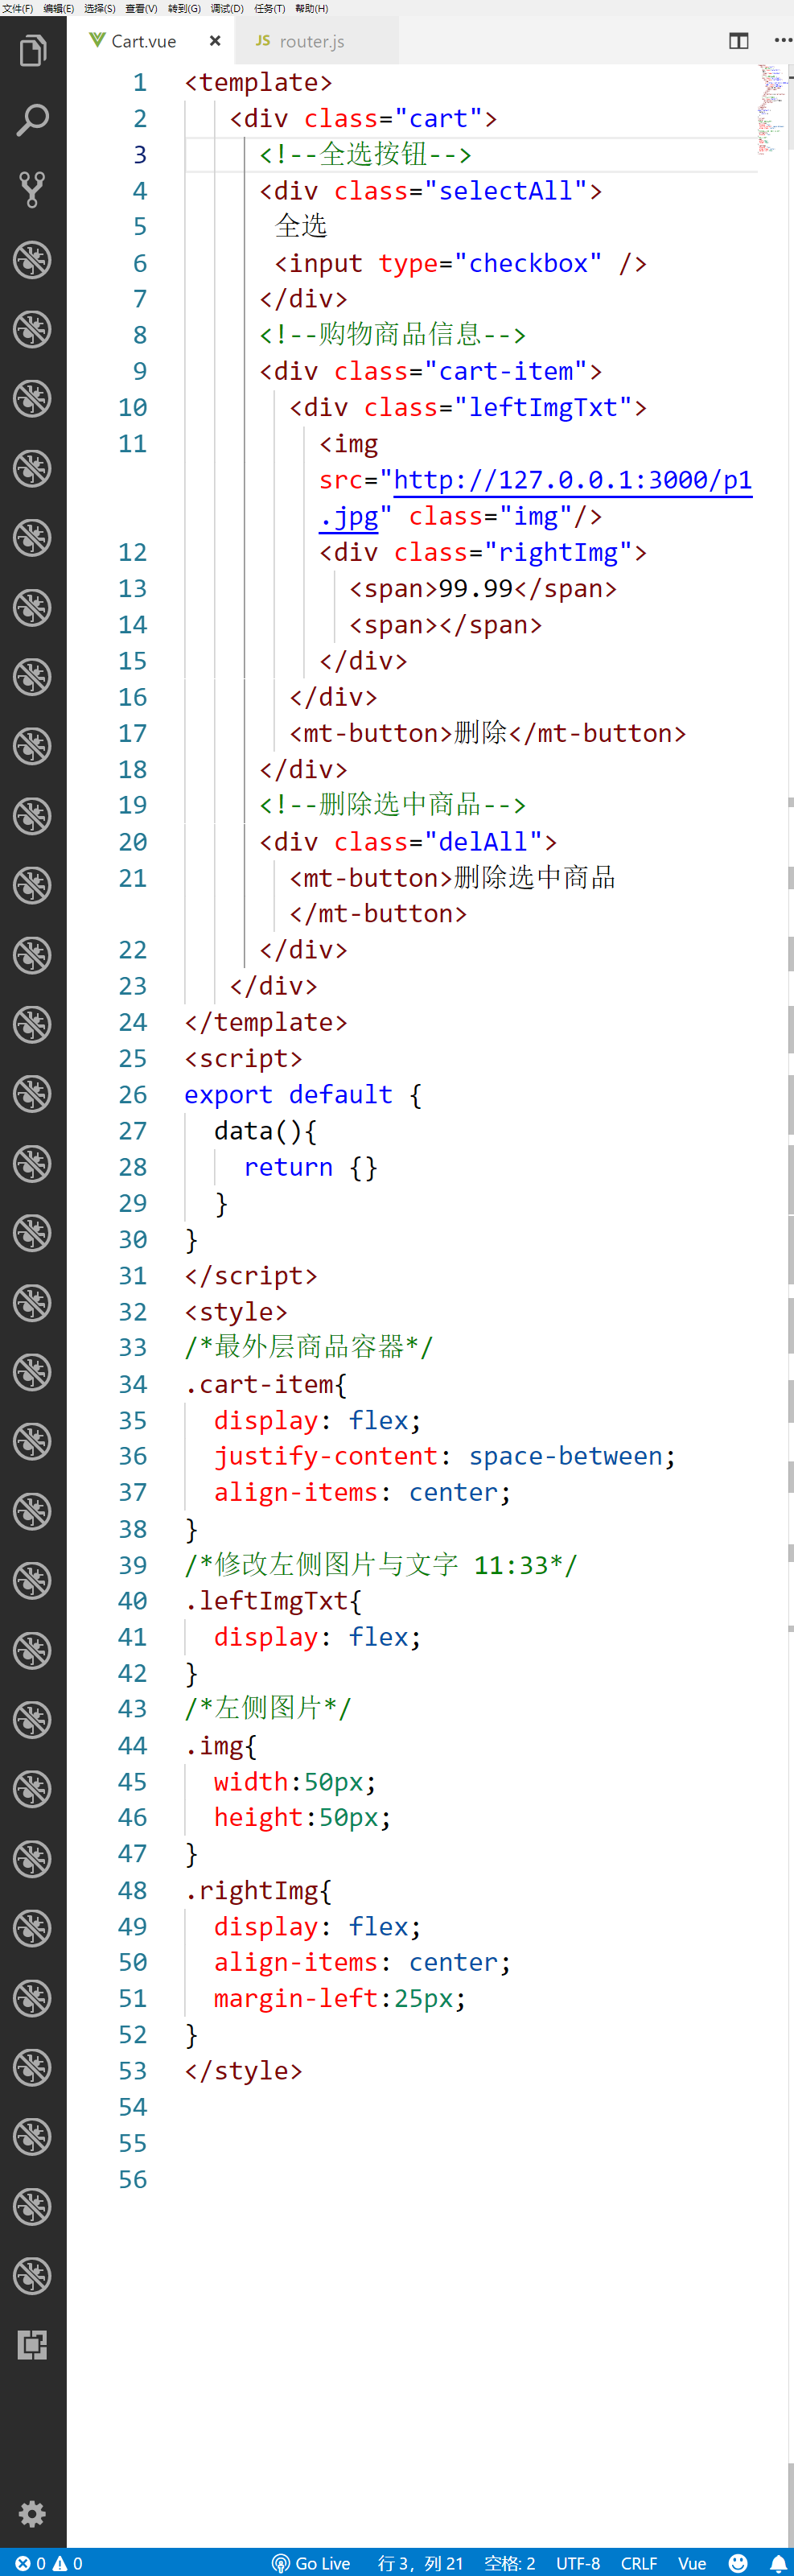 文件(F) 编辑(E) 选择(S) 查看(V) 转到(G) 调试(D) 任务(T) 帮助(H)
Cart.vue × JS router.js ...
1 <template>
2 <div class="cart">
3 <!--全选按钮-->
4 <div class="selectAll">
5 全选
6 <input type="checkbox" />
7 </div>
8 <!--购物商品信息-->
9 <div class="cart-item">
10 <div class="leftImgTxt">
11 <img
src="http://127.0.0.1:3000/p1
.jpg" class="img"/>
12 <div class="rightImg">
13 <span>99.99</span>
14 <span></span>
15 </div>
16 </div>
17 <mt-button>删除</mt-button>
18 </div>
19 <!--删除选中商品-->
20 <div class="delAll">
21 <mt-button>删除选中商品
</mt-button>
22 </div>
23 </div>
24 </template>
25 <script>
26 export default {
27 data(){
28 return {}
29 }
30 }
31 </script>
32 <style>
33 /*最外层商品容器*/
34 .cart-item{
35 display: flex;
36 justify-content: space-between;
37 align-items: center;
38 }
39 /*修改左侧图片与文字 11:33*/
40 .leftImgTxt{
41 display: flex;
42 }
43 /*左侧图片*/
44 .img{
45 width:50px;
46 height:50px;
47 }
48 .rightImg{
49 display: flex;
50 align-items: center;
51 margin-left:25px;
52 }
53 </style>
54
55
56
0 0 Go Live 行 3，列 21 空格: 2 UTF-8 CRLF Vue